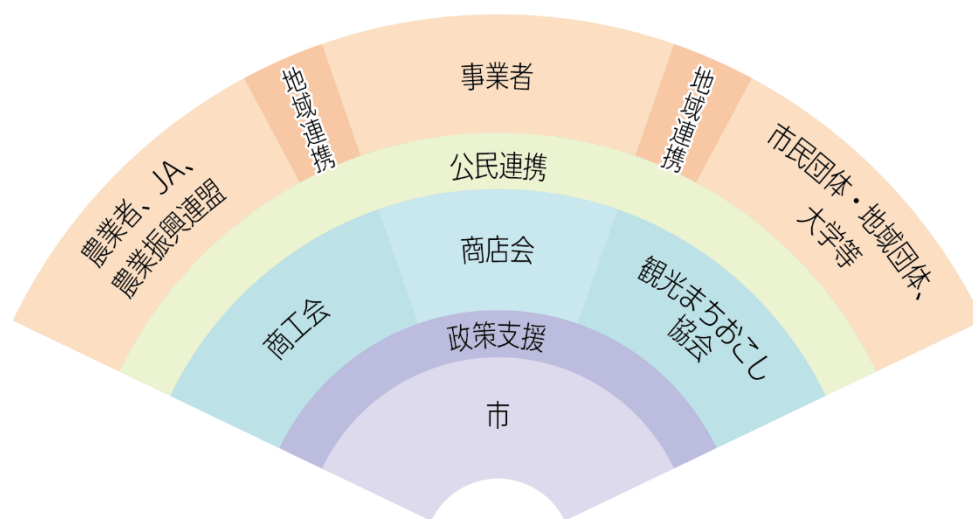 事業者
地域連携
地域連携
農業者、JA、
農業振興連盟
市民団体・地域団体、
大学等
公民連携
商工会
商店会
観光まちおこし
協会
政策支援
市